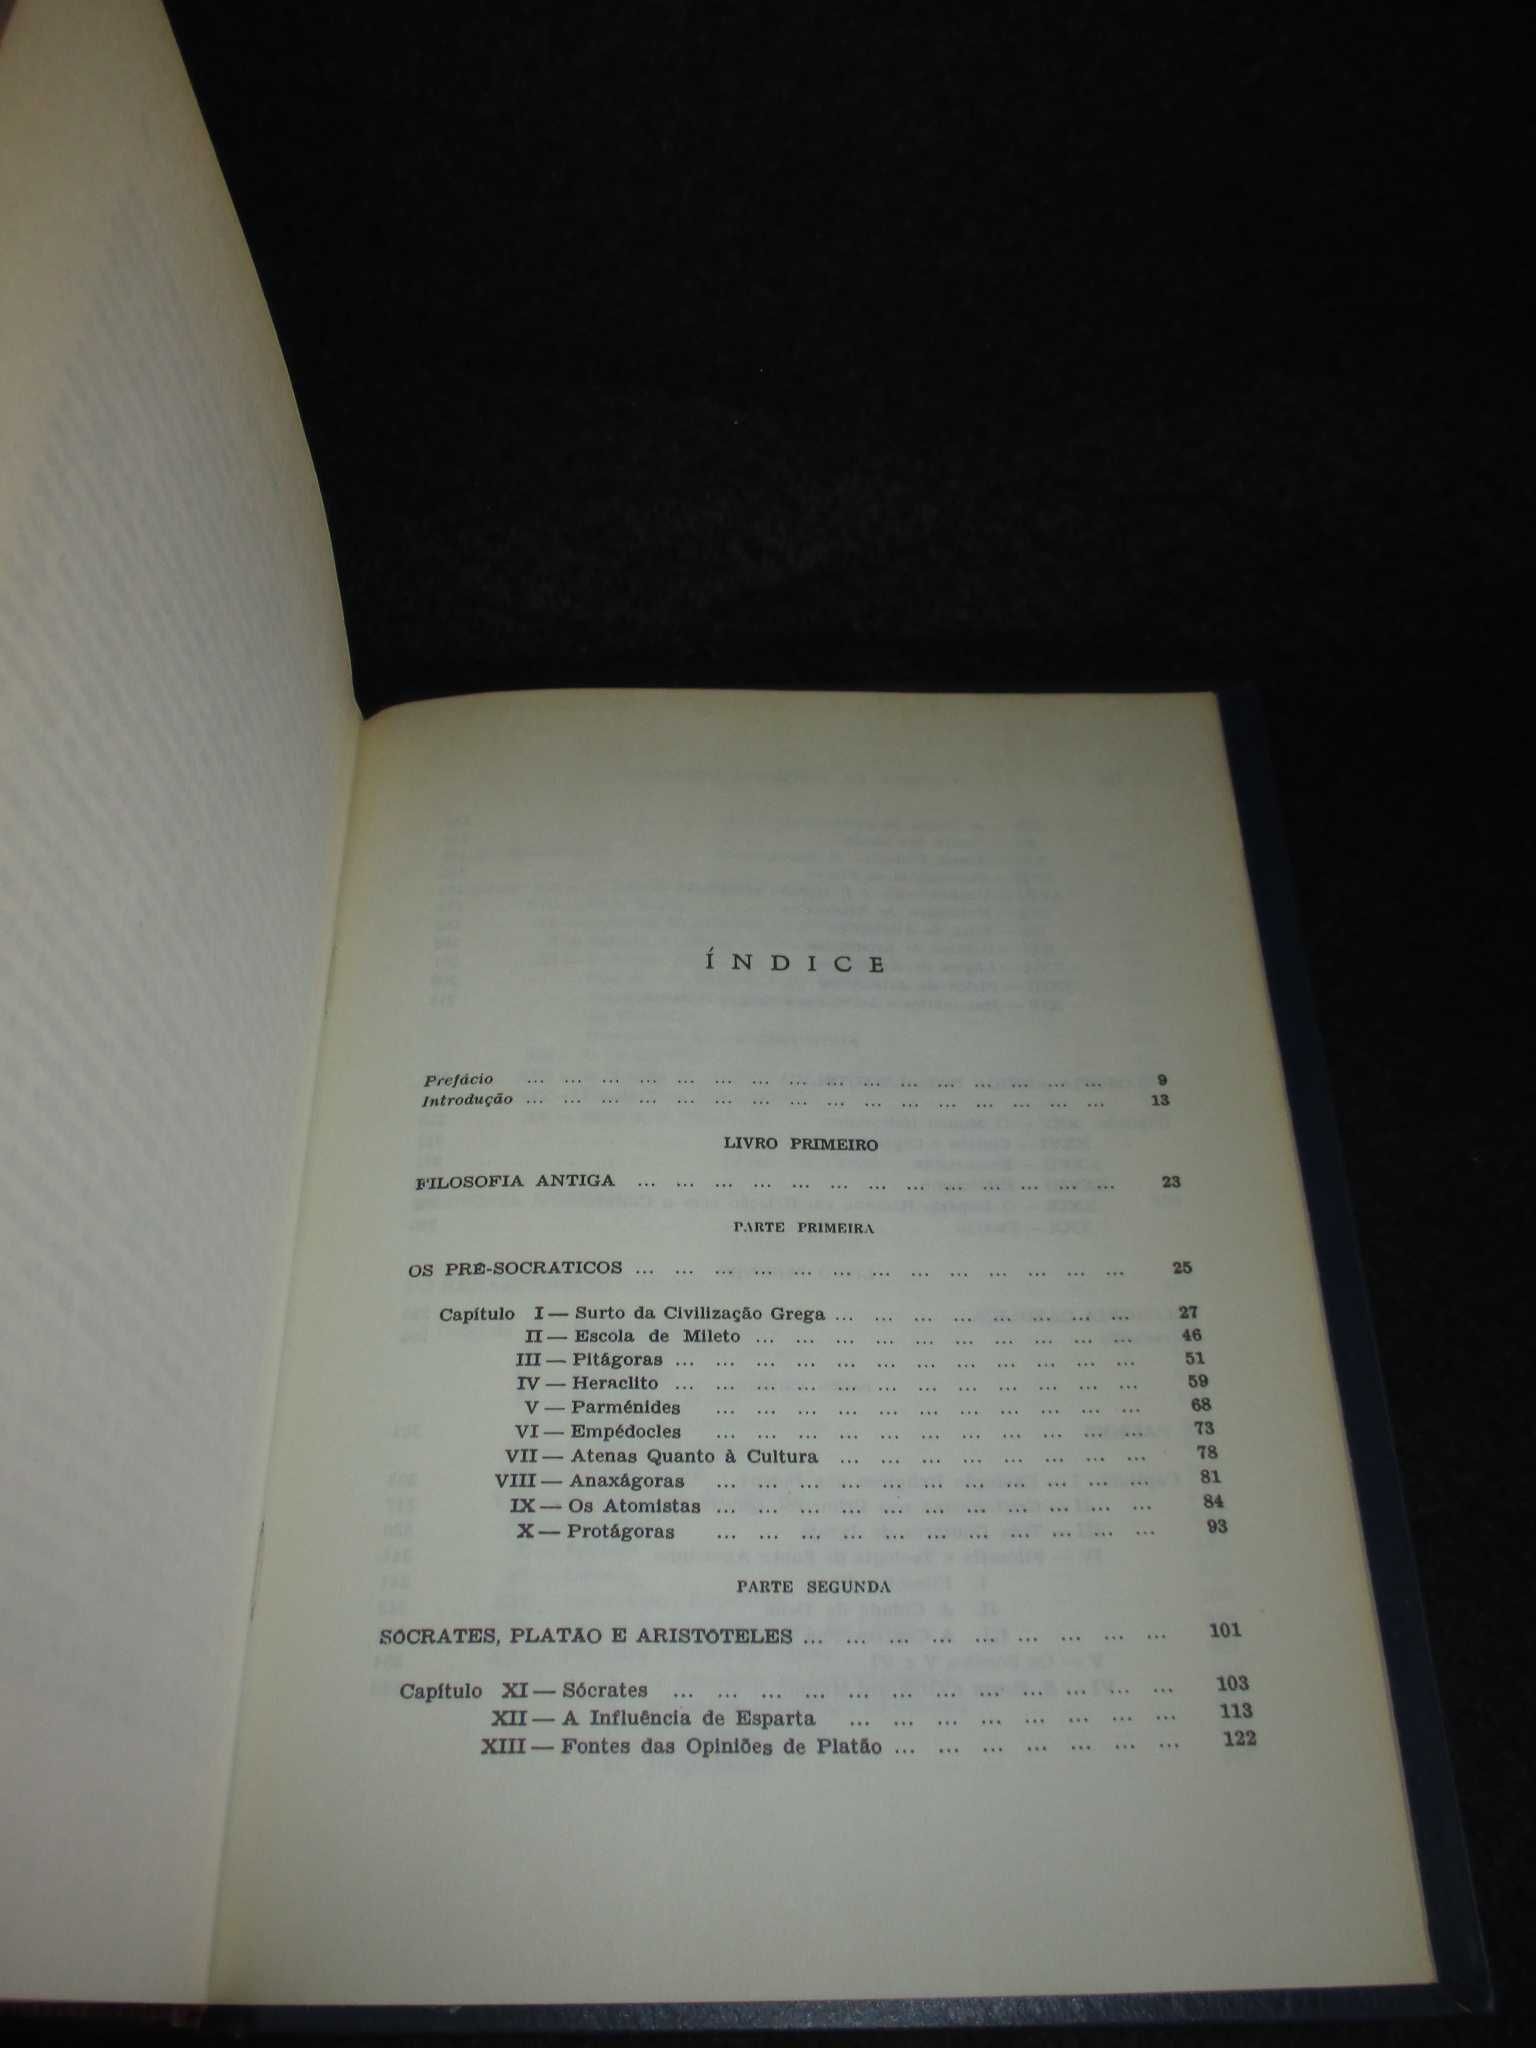 ÍNDICE
Prefácio ... ... ... ... ... ... ... ... ... ... ... ... ... ... ... ... 9
Introdução ... ... ... ... ... ... ... ... ... ... ... ... ... ... ... ... 13
LIVRO PRIMEIRO
FILOSOFIA ANTIGA ... ... ... ... ... ... ... ... ... ... ... ... ... 23
PARTE PRIMEIRA
OS PRÉ-SOCRATICOS ... ... ... ... ... ... ... ... ... ... ... ... ... 25
Capítulo I — Surto da Civilização Grega ... ... ... ... ... ... ... ... 27
II — Escola de Mileto ... ... ... ... ... ... ... ... ... ... 46
III — Pitágoras ... ... ... ... ... ... ... ... ... ... ... ... 51
IV — Heraclito ... ... ... ... ... ... ... ... ... ... ... ... 59
V — Parménides ... ... ... ... ... ... ... ... ... ... ... 68
VI — Empédocles ... ... ... ... ... ... ... ... ... ... ... 73
VII — Atenas Quanto à Cultura ... ... ... ... ... ... ... ... 78
VIII — Anaxágoras ... ... ... ... ... ... ... ... ... ... ... 81
IX — Os Atomistas ... ... ... ... ... ... ... ... ... ... ... 84
X — Protágoras ... ... ... ... ... ... ... ... ... ... ... 93
PARTE SEGUNDA
SÓCRATES, PLATÃO E ARISTÓTELES ... ... ... ... ... ... ... ... ... 101
Capítulo XI — Sócrates ... ... ... ... ... ... ... ... ... ... ... ... 103
XII — A Influência de Esparta ... ... ... ... ... ... ... ... 113
XIII — Fontes das Opiniões de Platão ... ... ... ... ... ... ... 122